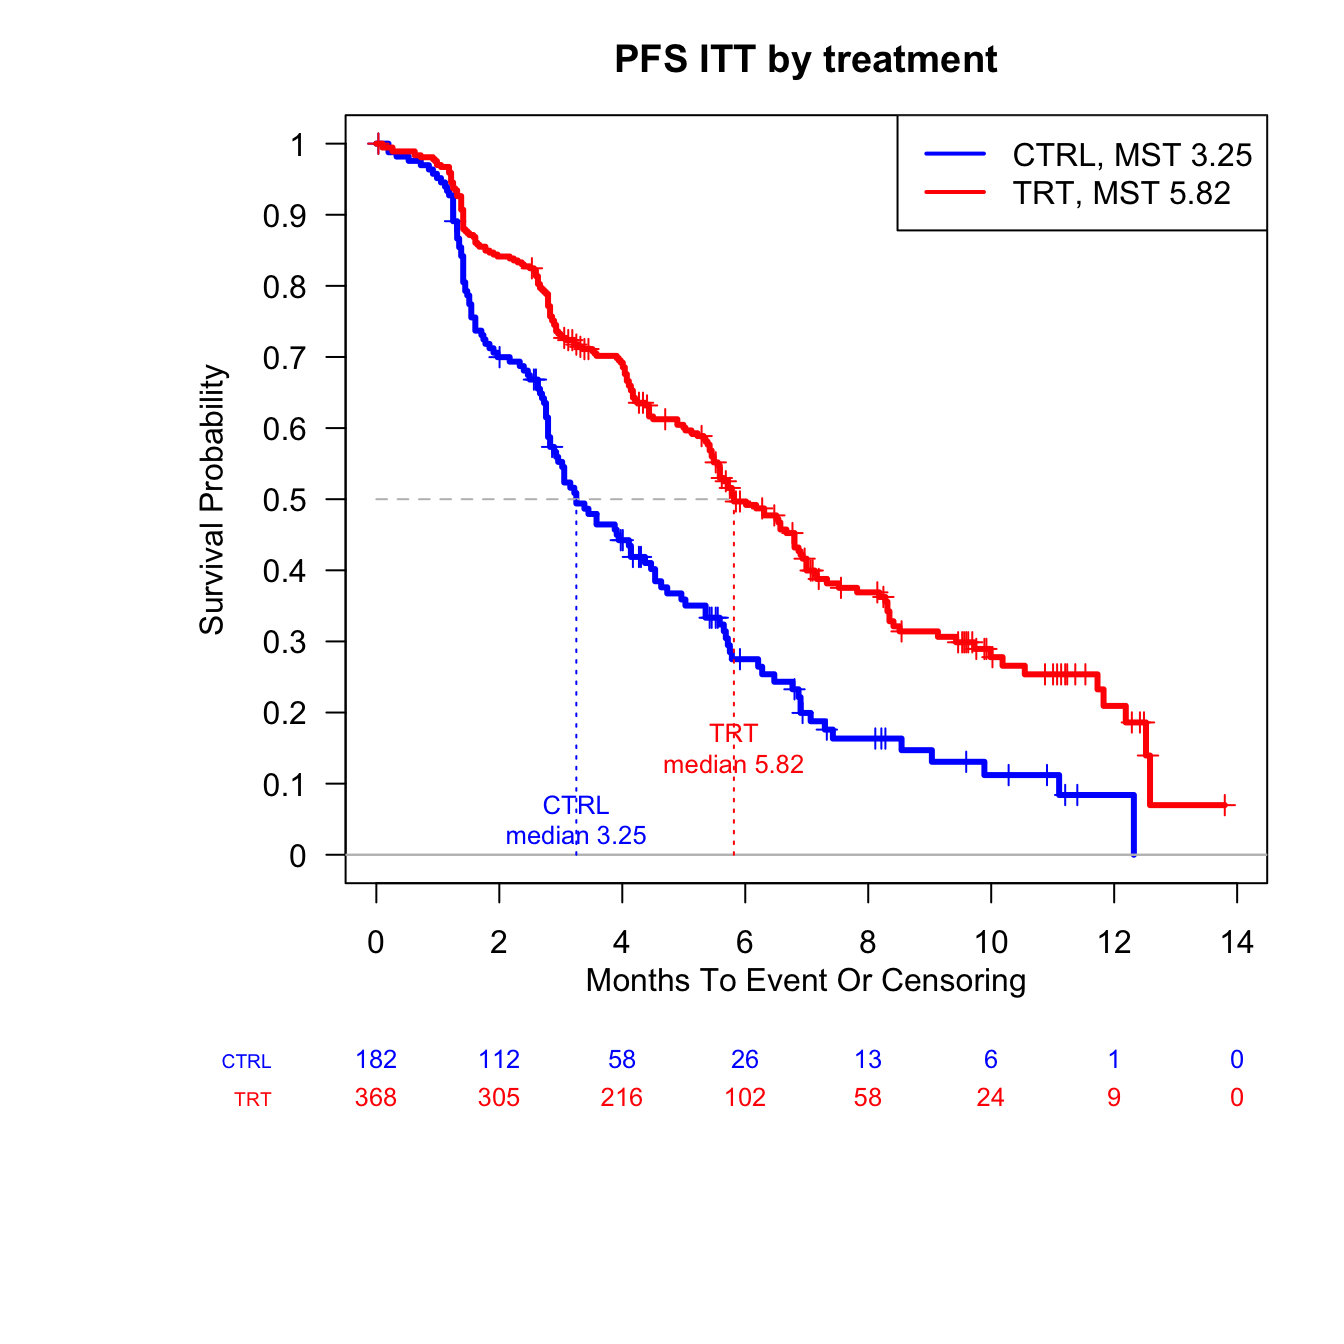 PFS ITT by treatment
CTRL, MST 3.25
TRT, MST 5.82
Survival Probability
1
0.9
0.8
0.7
0.6
0.5
0.4
0.3
0.2
0.1
0
TRT
median 5.82
CTRL
median 3.25
0 2 4 6 8 10 12 14
Months To Event Or Censoring
CTRL 182 112 58 26 13 6 1 0
TRT 368 305 216 102 58 24 9 0